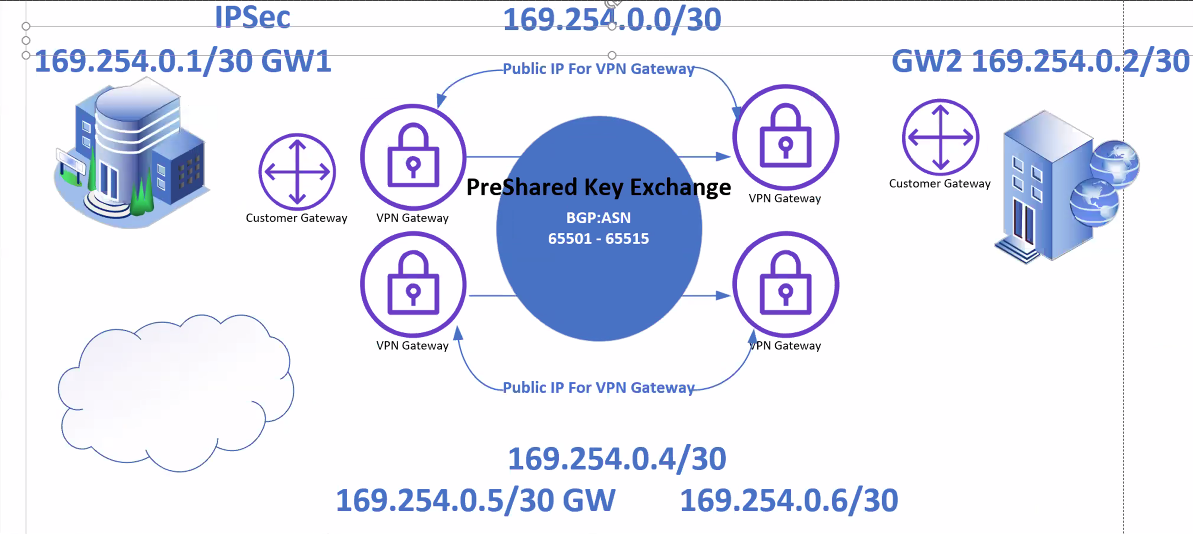 IPSec
169.254.0.0/30
169.254.0.1/30 GW1
GW2 169.254.0.2/30
Public IP For VPN Gateway
PreShared Key Exchange
BGP:ASN
65501 - 65515
Customer Gateway
VPN Gateway
VPN Gateway
Customer Gateway
VPN Gateway
VPN Gateway
Public IP For VPN Gateway
169.254.0.4/30
169.254.0.5/30 GW
169.254.0.6/30